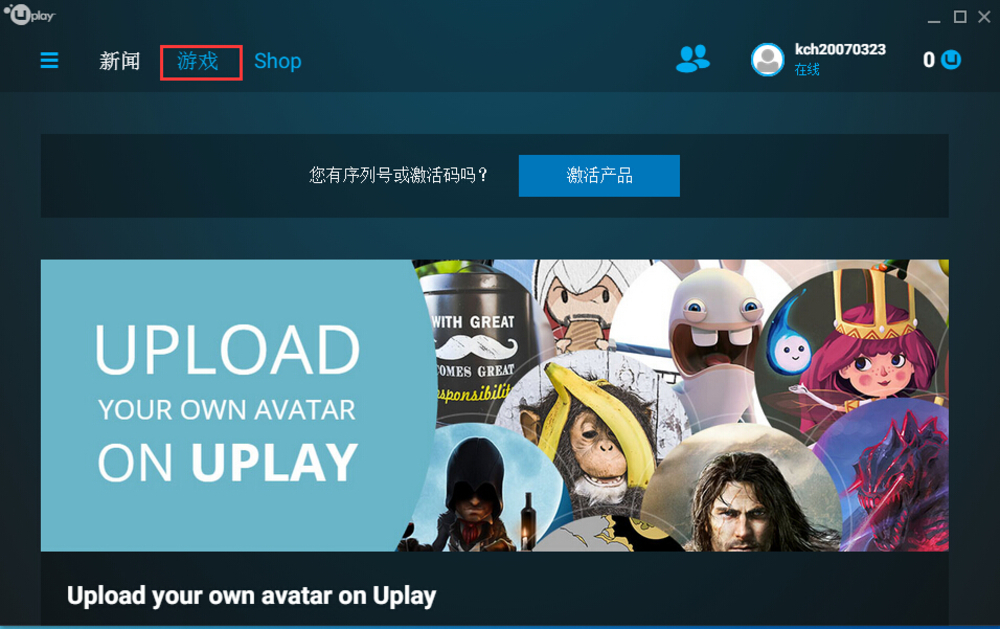 uplay
新闻
游戏
Shop
kch20070323
在线
0
您有序列号或激活码吗？
激活产品
UPLOAD
YOUR OWN AVATAR
ON UPLAY
WITH GREAT
COMES GREAT
responsibility
Upload your own avatar on Uplay